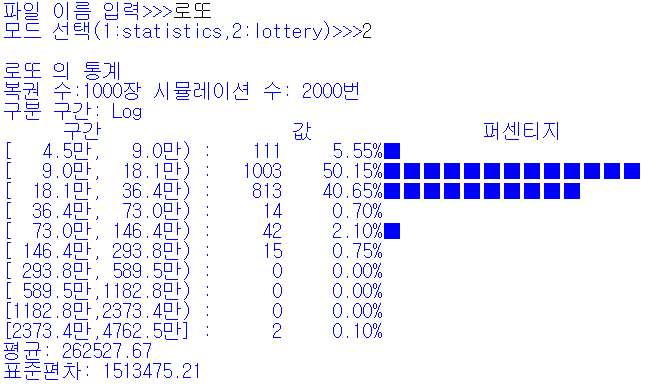 파일 이름 입력>>>로또
모드 선택(1:statistics,2:lottery)>>>2
로또 의 통계
복권 수:1000장 시뮬레이션 수: 2000번
구분 구간: Log
구간 값 퍼센티지
[ 4.5만, 9.0만) : 111 5.55%
[ 9.0만, 18.1만) : 1003 50.15%
[ 18.1만, 36.4만) : 813 40.65%
[ 36.4만, 73.0만) : 14 0.70%
[ 73.0만, 146.4만) : 42 2.10%
[ 146.4만, 293.8만) : 15 0.75%
[ 293.8만, 589.5만) : 0 0.00%
[ 589.5만,1182.8만) : 0 0.00%
[1182.8만,2373.4만) : 0 0.00%
[2373.4만,4762.5만] : 2 0.10%
평균: 262527.67
표준편차: 1513475.21